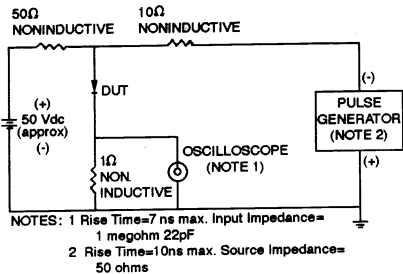 50Ω
NONINDUCTIVE
10Ω
NONINDUCTIVE
DUT
(+)
50 Vdc
(approx)
(-)
(-)
PULSE
GENERATOR
(NOTE 2)
(+)
OSCILLOSCOPE
(NOTE 1)
1Ω
NON.
INDUCTIVE
NOTES: 1 Rise Time=7 ns max. Input Impedance=
1 megohm 22pF
2 Rise Time=10ns max. Source Impedance=
50 ohms